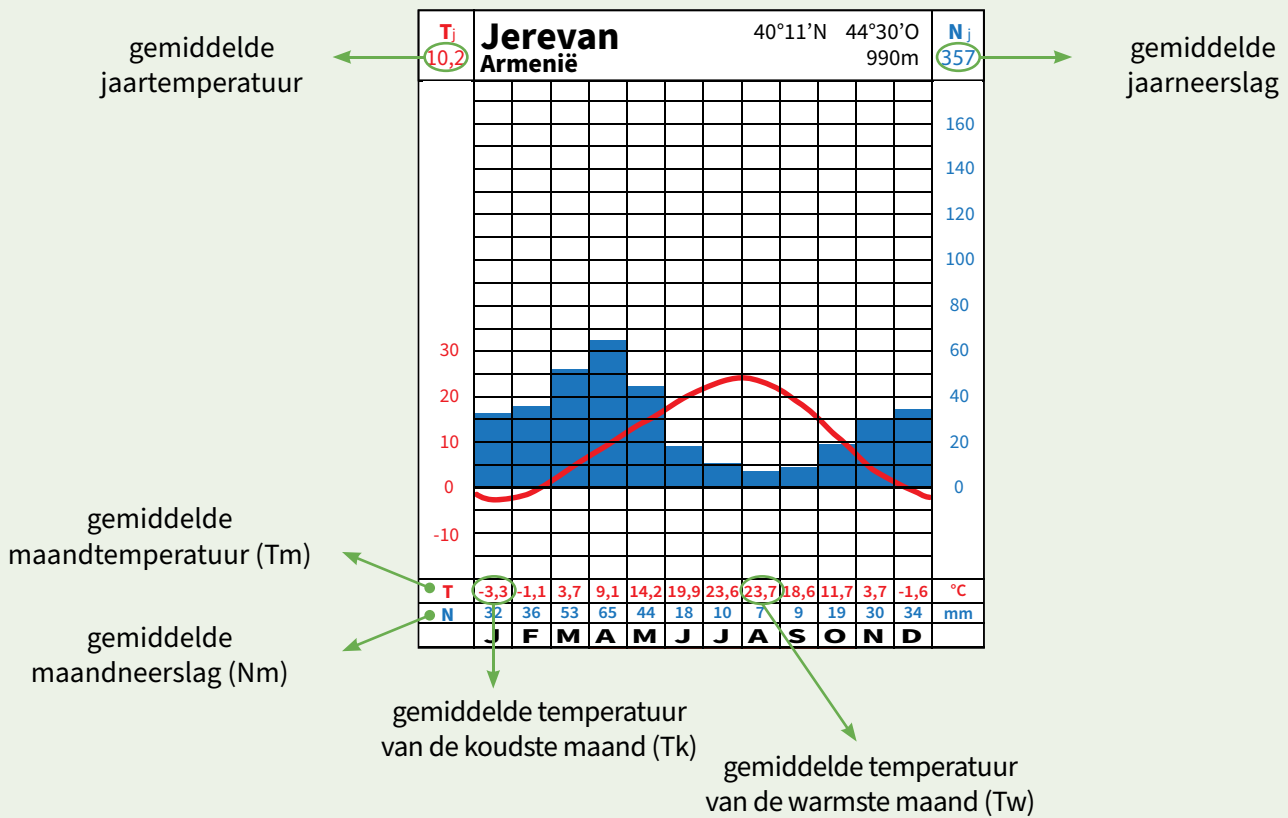 gemiddelde
jaartemperatuur
Tj
10,2
Jerevan
Armenië
40°11’N 44°30’O
990m
N j
357
gemiddelde
jaarneerslag
160
140
120
100
80
60
40
20
0
30
20
10
0
-10
gemiddelde
maandtemperatuur (Tm)
T -3,3 -1,1 3,7 9,1 14,2 19,9 23,6 23,7 18,6 11,7 3,7 -1,6 °C
N 32 36 53 65 44 18 10 7 9 19 30 34 mm
J F M A M J J A S O N D
gemiddelde
maandneerslag (Nm)
gemiddelde temperatuur
van de koudste maand (Tk)
gemiddelde temperatuur
van de warmste maand (Tw)